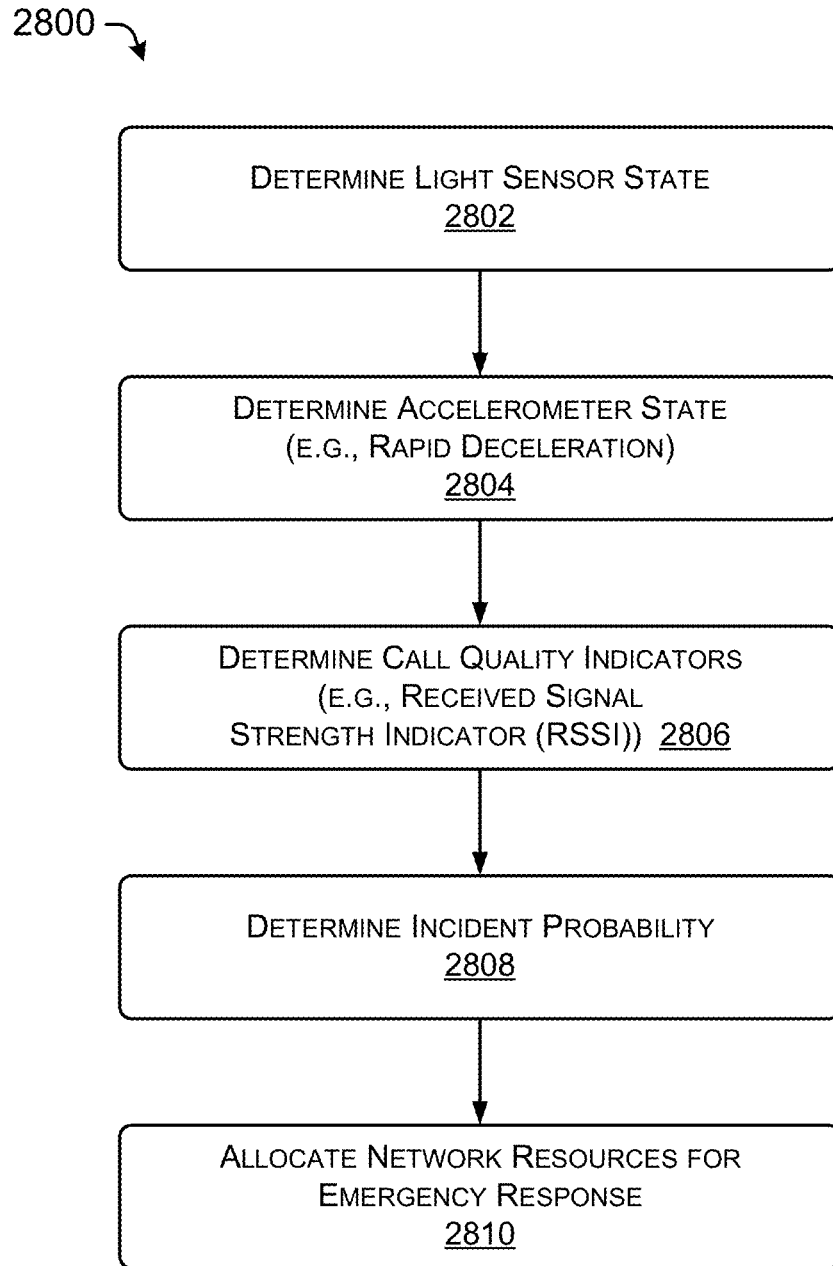 2800
DETERMINE LIGHT SENSOR STATE
2802
DETERMINE ACCELEROMETER STATE
(E.G., RAPID DECELERATION)
2804
DETERMINE CALL QUALITY INDICATORS
(E.G., RECEIVED SIGNAL
STRENGTH INDICATOR (RSSI)) 2806
DETERMINE INCIDENT PROBABILITY
2808
ALLOCATE NETWORK RESOURCES FOR
EMERGENCY RESPONSE
2810